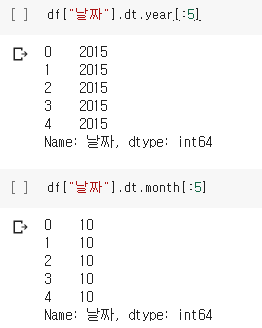 [ ] df["날짜"].dt.year[:5]
0    2015
1    2015
2    2015
3    2015
4    2015
Name: 날짜, dtype: int64
[ ] df["날짜"].dt.month[:5]
0    10
1    10
2    10
3    10
4    10
Name: 날짜, dtype: int64